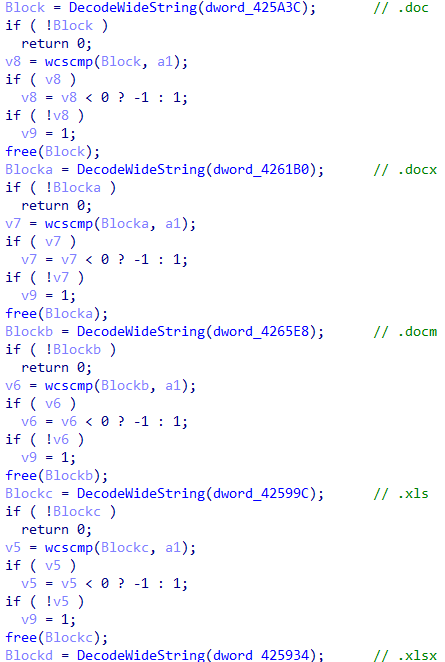 Block = DecodeWideString(dword_425A3C);       // .doc
if ( !Block )
  return 0;
v8 = wcscmp(Block, a1);
if ( v8 )
  v8 = v8 < 0 ? -1 : 1;
if ( !v8 )
  v9 = 1;
free(Block);
Blocka = DecodeWideString(dword_4261B0);      // .docx
if ( !Blocka )
  return 0;
v7 = wcscmp(Blocka, a1);
if ( v7 )
  v7 = v7 < 0 ? -1 : 1;
if ( !v7 )
  v9 = 1;
free(Blocka);
Blockb = DecodeWideString(dword_4265E8);      // .docm
if ( !Blockb )
  return 0;
v6 = wcscmp(Blockb, a1);
if ( v6 )
  v6 = v6 < 0 ? -1 : 1;
if ( !v6 )
  v9 = 1;
free(Blockb);
Blockc = DecodeWideString(dword_42599C);      // .xls
if ( !Blockc )
  return 0;
v5 = wcscmp(Blockc, a1);
if ( v5 )
  v5 = v5 < 0 ? -1 : 1;
if ( !v5 )
  v9 = 1;
free(Blockc);
Blockd = DecodeWideString(dword_425934);      // .xlsx